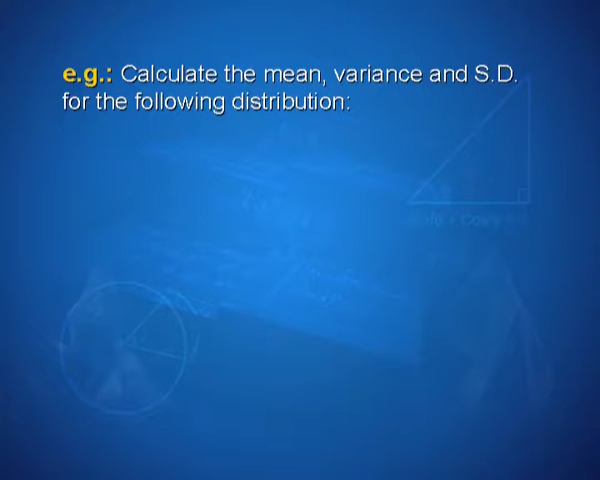 e.g.: Calculate the mean, variance and S.D.
for the following distribution: